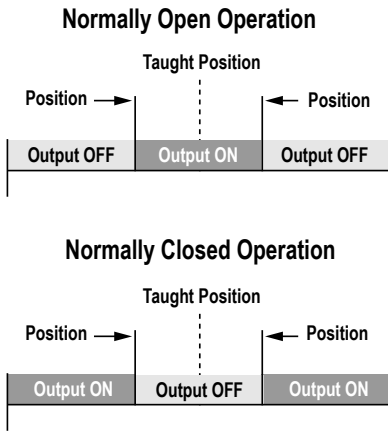 Normally Open Operation
Taught Position
Position Position
Output OFF Output ON Output OFF
Normally Closed Operation
Taught Position
Position Position
Output ON Output OFF Output ON